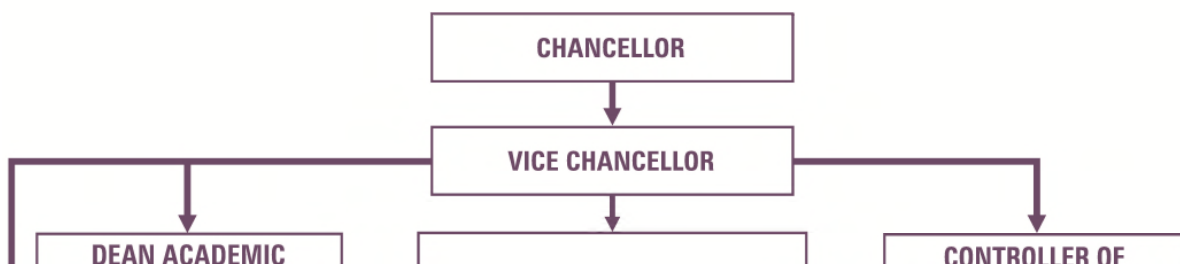 CHANCELLOR
VICE CHANCELLOR
DEAN ACADEMIC
CONTROLLER OF